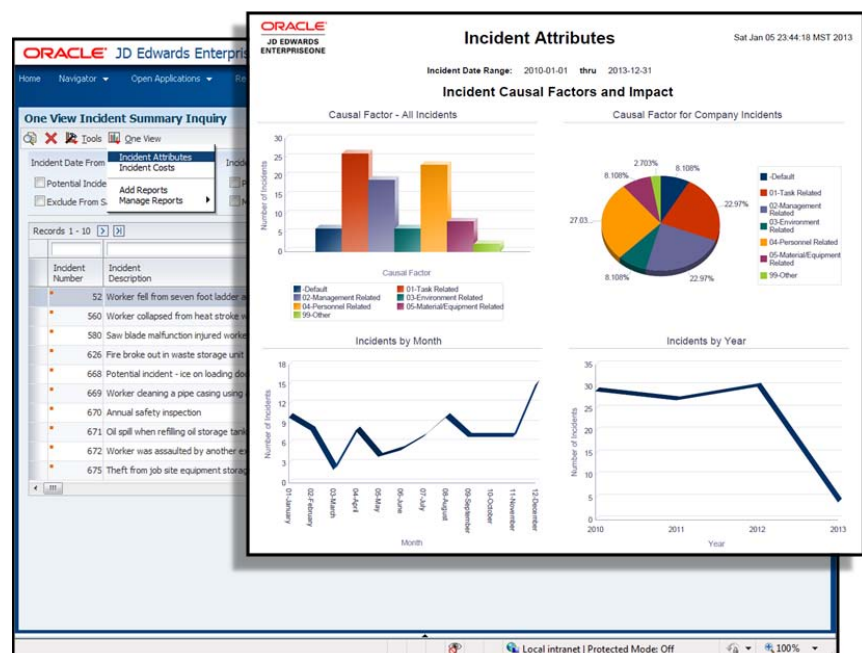 ORACLE JD Edwards Enterpris
Home Navigator Open Applications Re
One View Incident Summary Inquiry
Tools One View
Incident Attributes
Incident Costs
Add Reports
Manage Reports
Incident Date From
Potential Incide
Exclude From S
Records 1 - 10
Incident Number
Incident Description
52 Worker fell from seven foot ladder a
560 Worker collapsed from heat stroke w
580 Saw blade malfunction injured worke
626 Fire broke out in waste storage unit
668 Potential incident - ice on loading doc
669 Worker cleaning a pipe casing using
670 Annual safety inspection
671 Oil spill when refilling oil storage tank
672 Worker was assaulted by another e
675 Theft from job site equipment storag
Local intranet | Protected Mode: Off 100%
ORACLE
JD EDWARDS
ENTERPRISEONE
Incident Attributes
Sat Jan 05 23:44:18 MST 2013
Incident Date Range: 2010-01-01 thru 2013-12-31
Incident Causal Factors and Impact
Causal Factor - All Incidents
Number of Incidents
30
25
20
15
10
5
0
Causal Factor
-Default 01-Task Related
02-Management Related 03-Environment Related
04-Personnel Related 05-Material/Equipment Related
99-Other
Causal Factor for Company Incidents
2.703%
8.108%
8.108%
22.97%
27.03...
8.108%
22.97%
-Default
01-Task Related
02-Management
Related
03-Environment
Related
04-Personnel Related
05-Material/Equipment
Related
99-Other
Incidents by Month
Number of Incidents
18
15
12
9
6
3
0
01-January
02-February
03-March
04-April
05-May
06-June
07-July
08-August
09-September
10-October
11-November
12-December
Month
Incidents by Year
Number of Incidents
35
30
25
20
15
10
5
0
2010 2011 2012 2013
Year